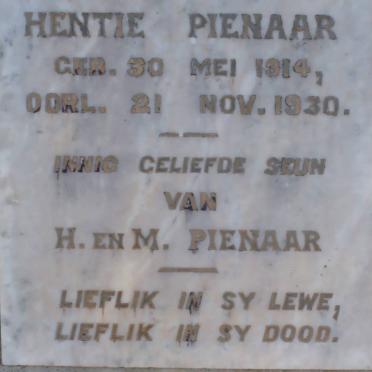 HENTIE PIENAAR
GEB. 30 MEI 1914,
OORL. 21 NOV. 1930.
INNIG GELIEFDE SEUN
VAN
H. EN M. PIENAAR
LIEFLIK IN SY LEWE,
LIEFLIK IN SY DOOD.